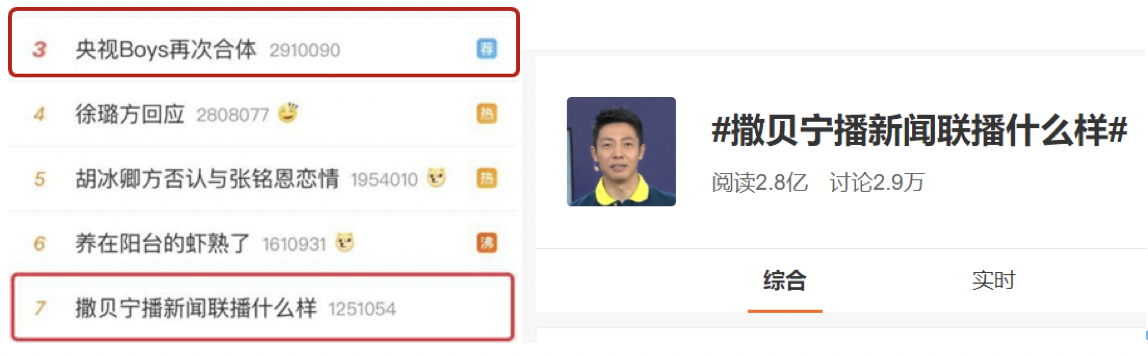 3 央视Boys再次合体 2910090 荐
4 徐璐方回应 2808077 热
5 胡冰卿方否认与张铭恩恋情 1954010 热
6 养在阳台的虾熟了 1610931 沸
7 撒贝宁播新闻联播什么样 1251054
#撒贝宁播新闻联播什么样#
阅读2.8亿 讨论2.9万
综合 实时